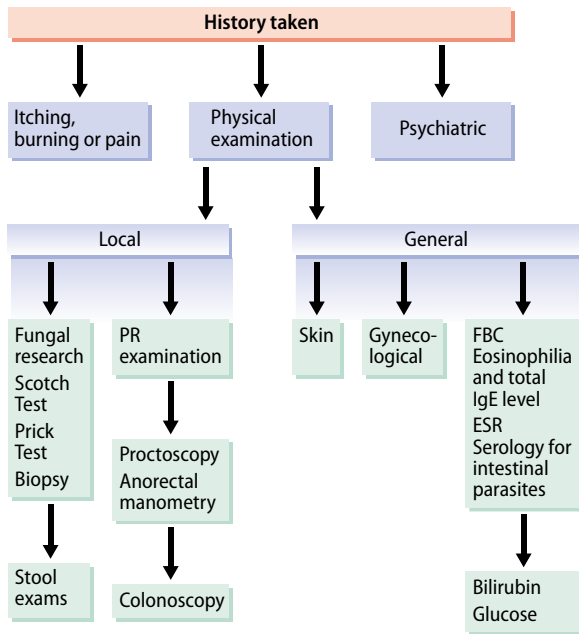 History taken
Itching,
burning or pain
Physical
examination
Psychiatric
Local
General
Fungal
research
Scotch
Test
Prick
Test
Biopsy
PR
examination
Skin
Gyneco-
logical
FBC
Eosinophilia
and total
IgE level
ESR
Serology for
intestinal
parasites
Proctoscopy
Anorectal
manometry
Stool
exams
Colonoscopy
Bilirubin
Glucose